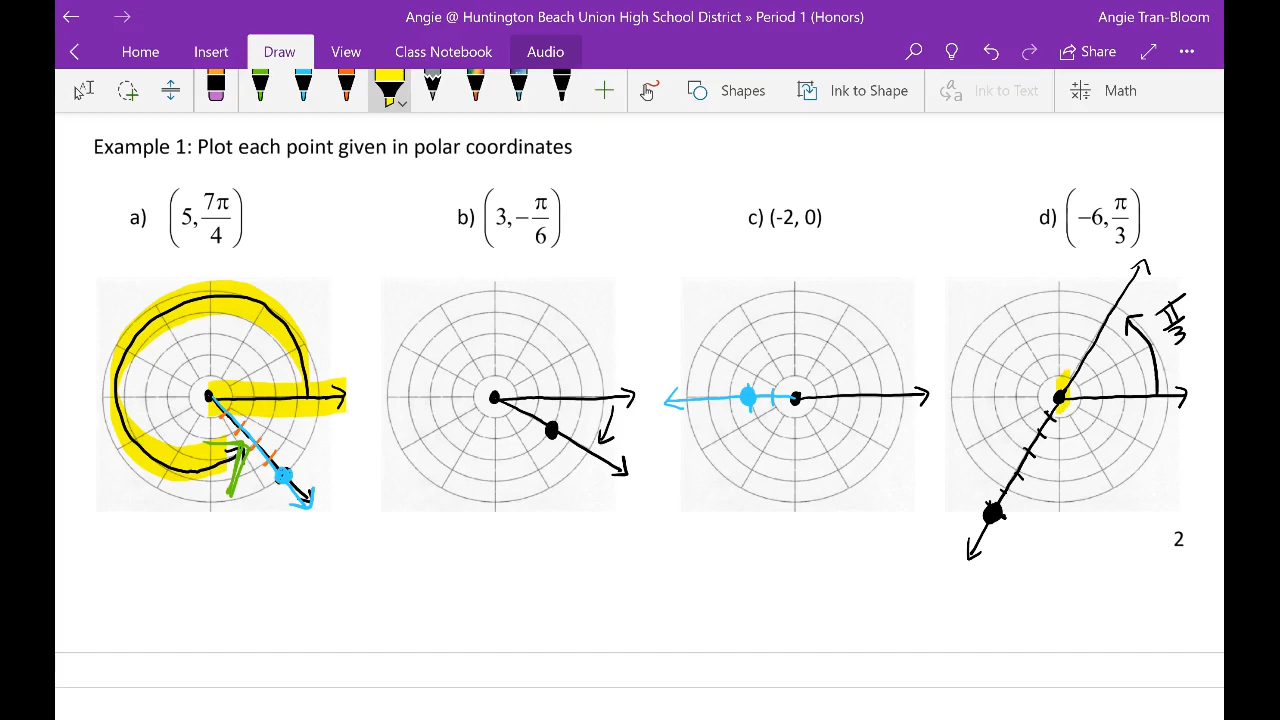 Angie @ Huntington Beach Union High School District » Period 1 (Honors)
Angie Tran-Bloom
Home Insert Draw View Class Notebook Audio
Share
Shapes Ink to Shape Ink to Text Math
Example 1: Plot each point given in polar coordinates
a) (5, 7π/4) b) (3, −π/6) c) (-2, 0) d) (−6, π/3)
π/3
2